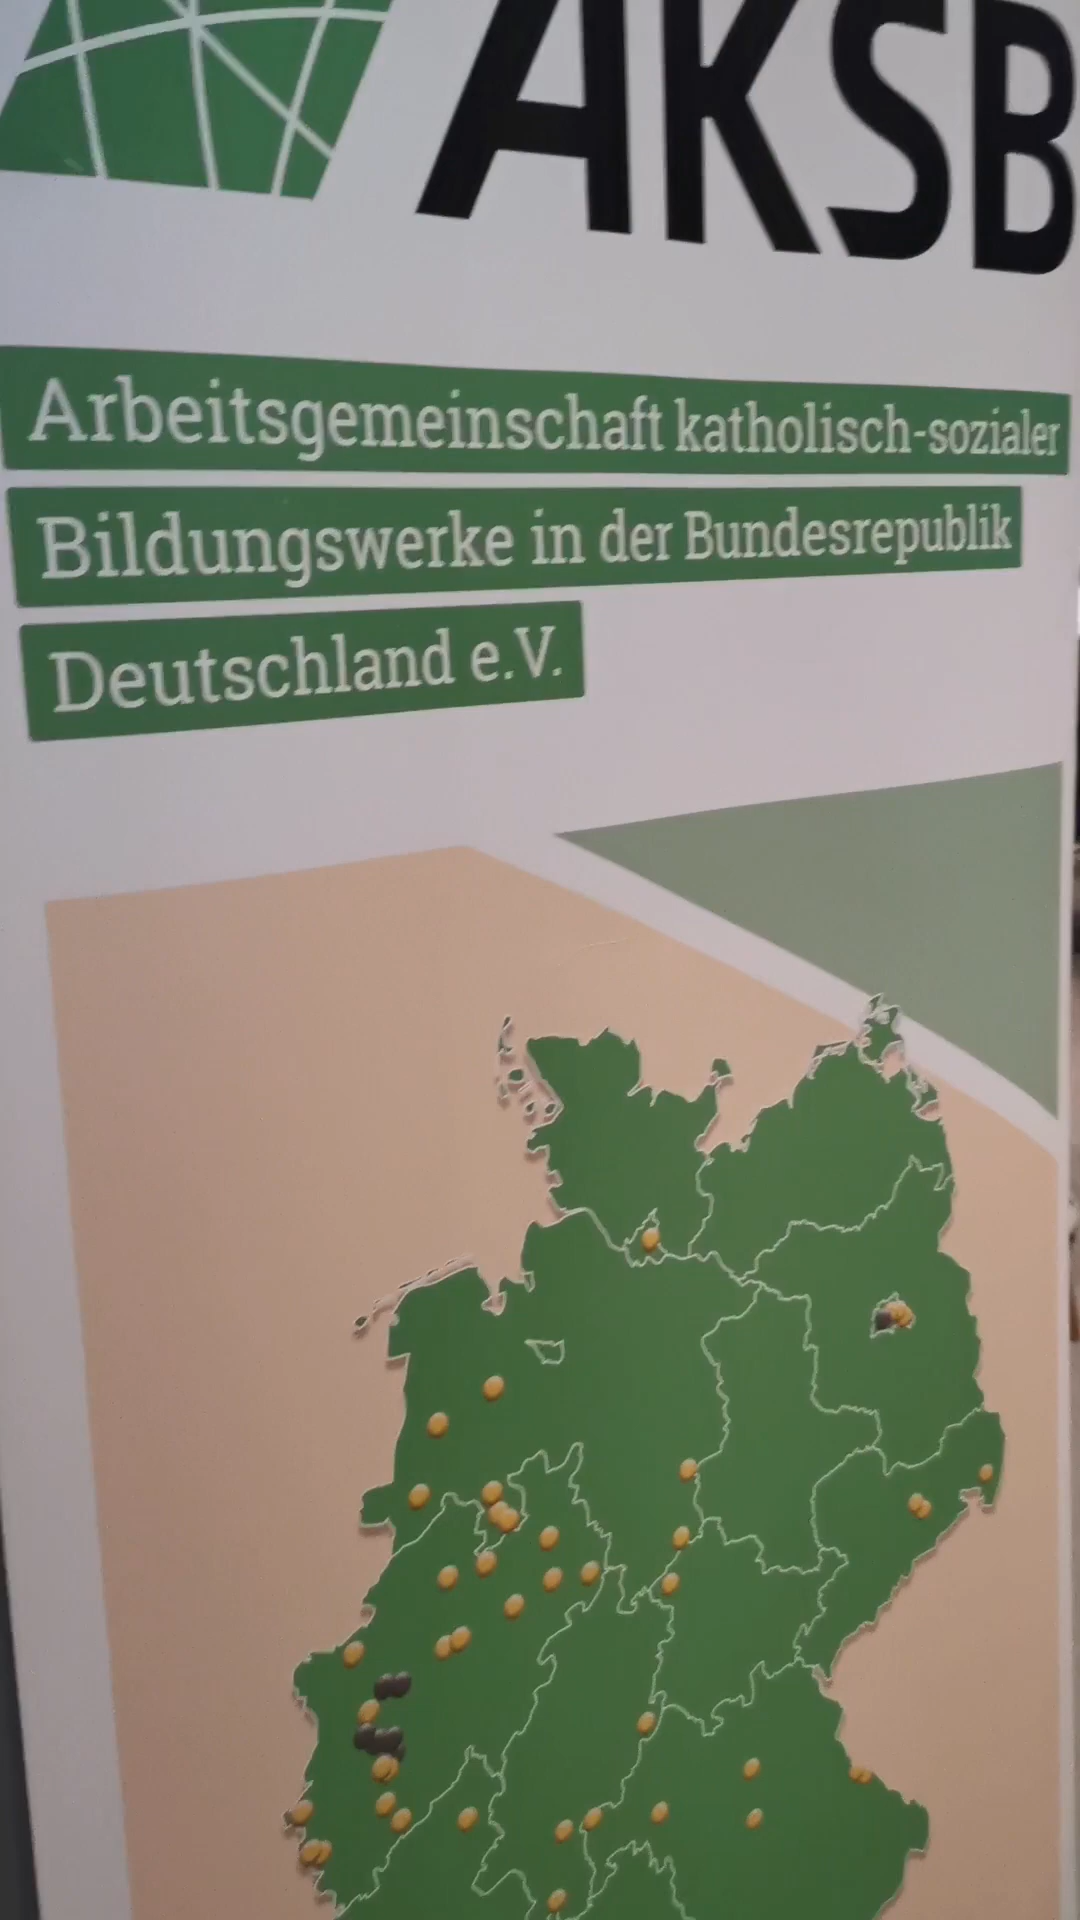 AKSB
Arbeitsgemeinschaft katholisch-sozialer
Bildungswerke in der Bundesrepublik
Deutschland e.V.